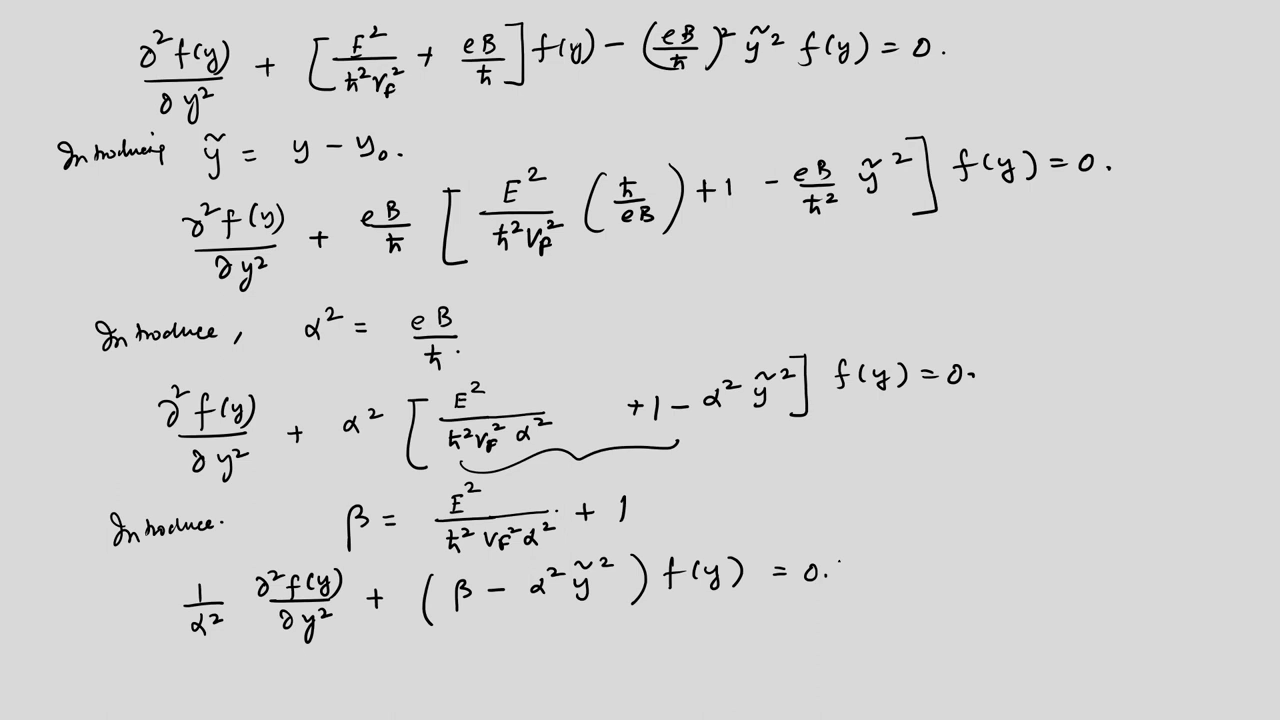 ∂²f(y)/∂y² + [E²/ħ²v_F² + eB/ħ] f(y) − (eB/ħ)² ỹ² f(y) = 0.
Introducing ỹ = y − y₀.
∂²f(y)/∂y² + eB/ħ [E²/ħ²v_F² (ħ/eB) + 1 − eB/ħ² ỹ²] f(y) = 0.
Introduce, α² = eB/ħ.
∂²f(y)/∂y² + α² [E²/ħ²v_F²α² + 1 − α² ỹ²] f(y) = 0.
Introduce. β = E²/ħ²v_F²α² + 1
1/α² ∂²f(y)/∂y² + (β − α² ỹ²) f(y) = 0.